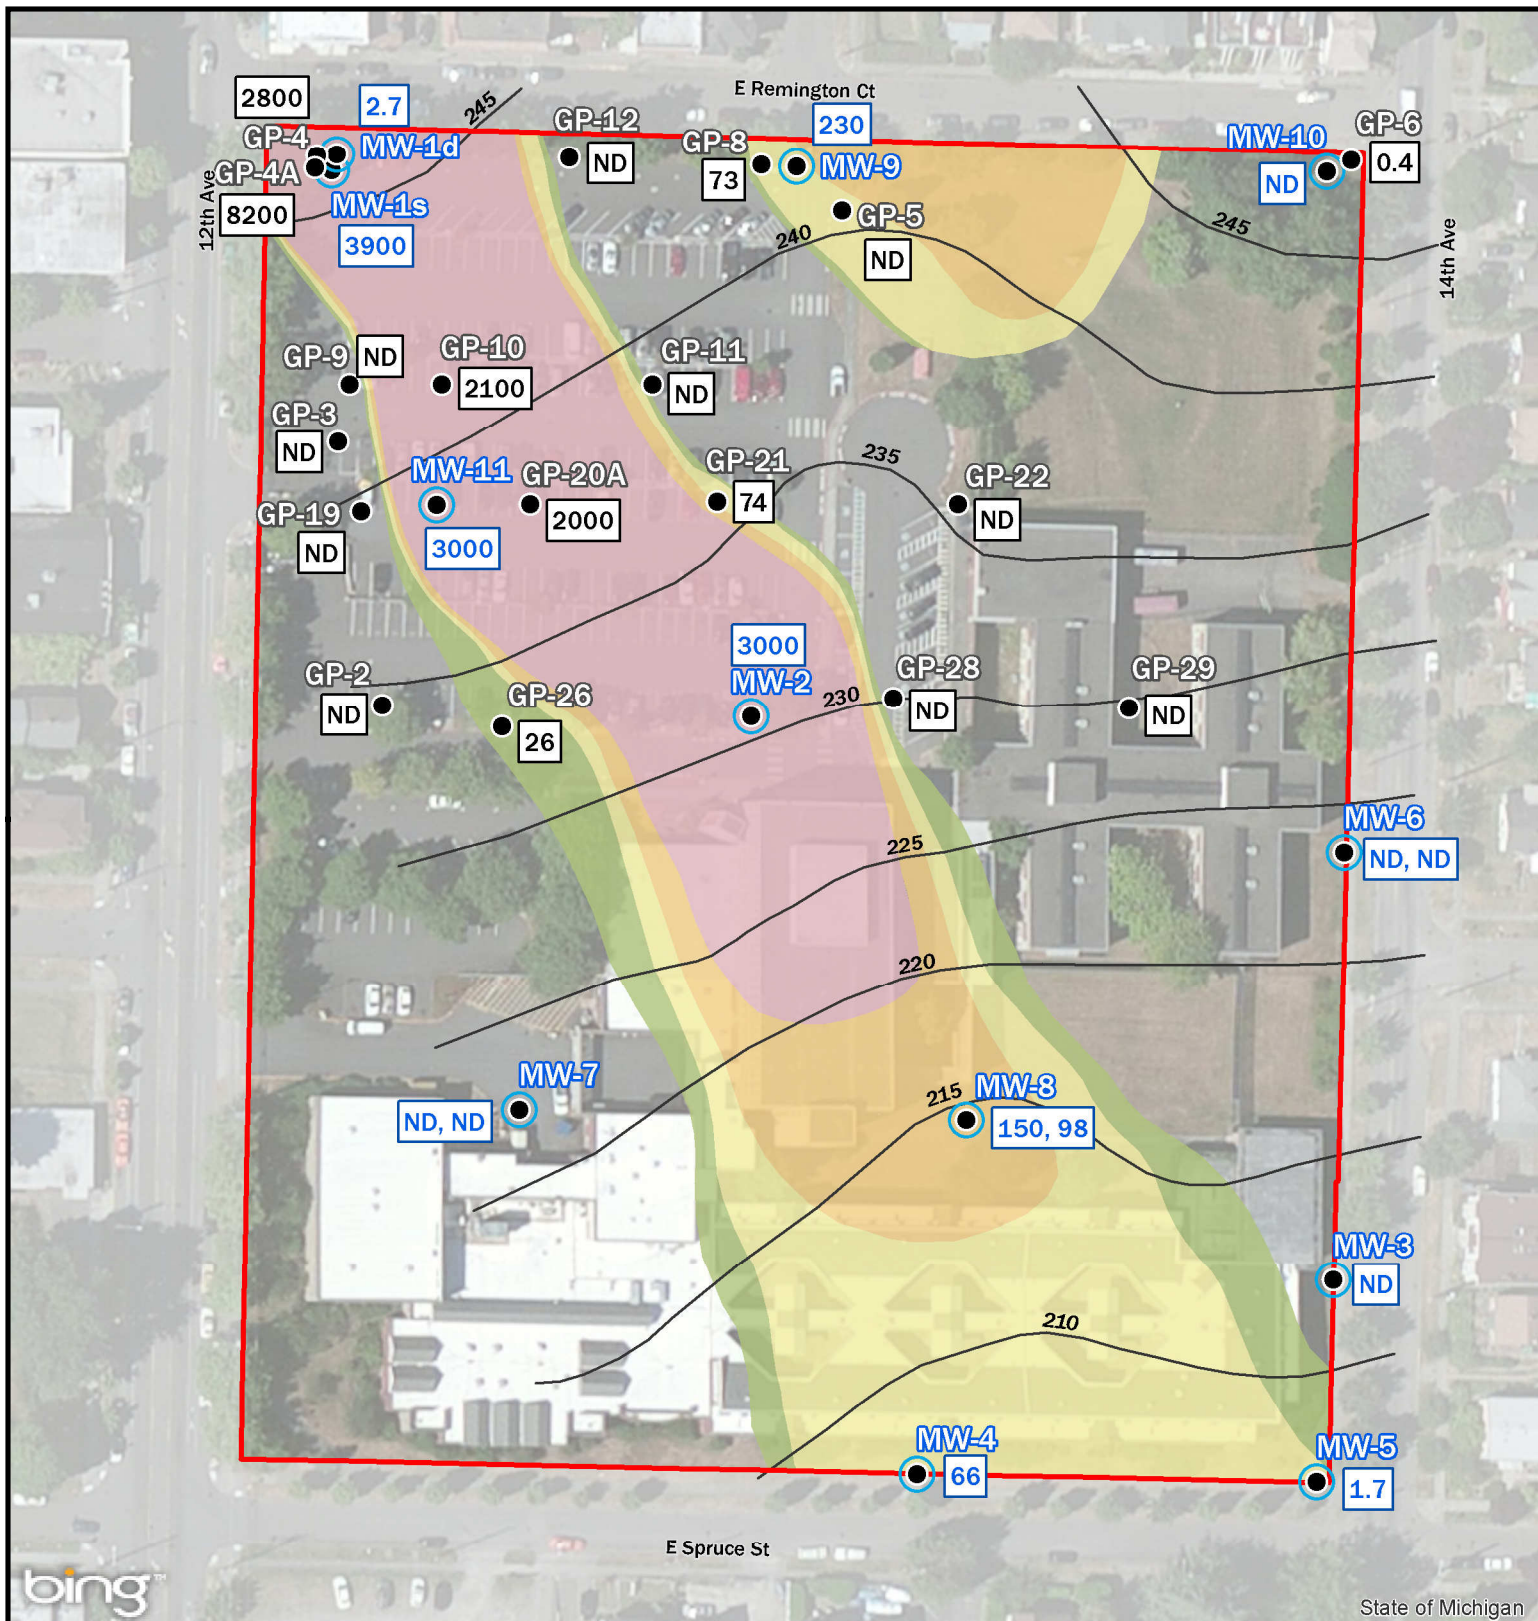 E Remington Ct
2800
2.7
245
GP-12
ND
GP-8
73
230
MW-9
MW-10
ND
GP-6
0.4
GP-4
MW-1d
GP-4A
12th Ave
8200
MW-1s
3900
GP-5
ND
240
245
14th Ave
GP-9
ND
GP-10
2100
GP-11
ND
GP-3
ND
MW-11
3000
GP-20A
2000
GP-21
74
235
GP-22
ND
GP-19
ND
3000
MW-2
GP-2
ND
GP-26
26
230
GP-28
ND
GP-29
ND
225
MW-6
ND, ND
220
MW-7
ND, ND
215
MW-8
150, 98
MW-3
ND
210
MW-4
66
MW-5
1.7
E Spruce St
bing™
State of Michigan